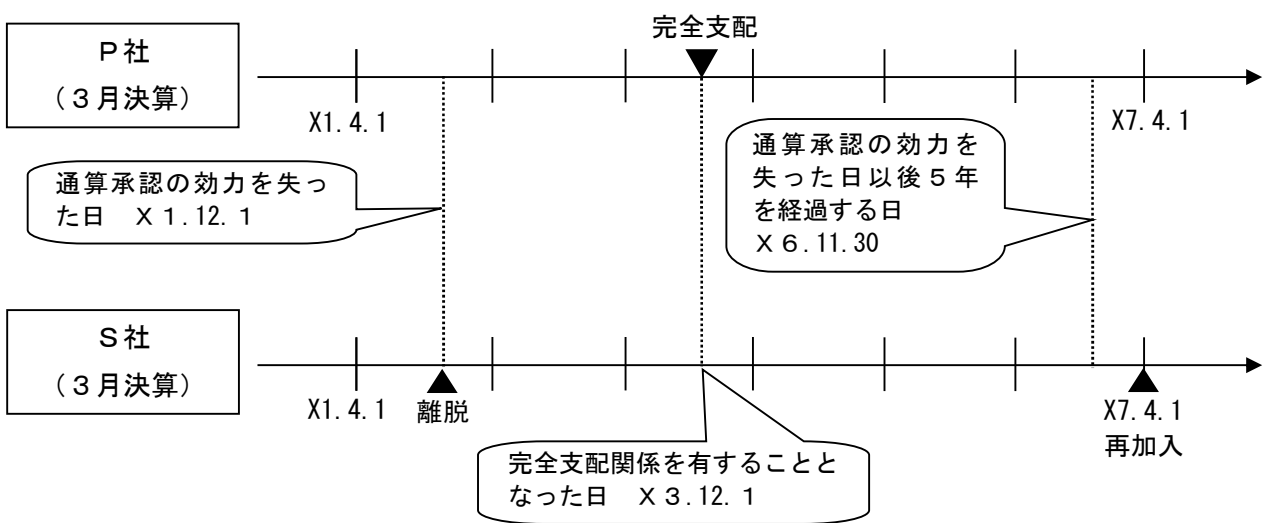 完全支配
Ｐ社
（３月決算）
X1.4.1
X7.4.1
通算承認の効力を失っ
た日　Ｘ１.12.１
通算承認の効力を
失った日以後５年
を経過する日
Ｘ６.11.30
Ｓ社
（３月決算）
X1.4.1
離脱
X7.4.1
再加入
完全支配関係を有することと
なった日　Ｘ３.12.１